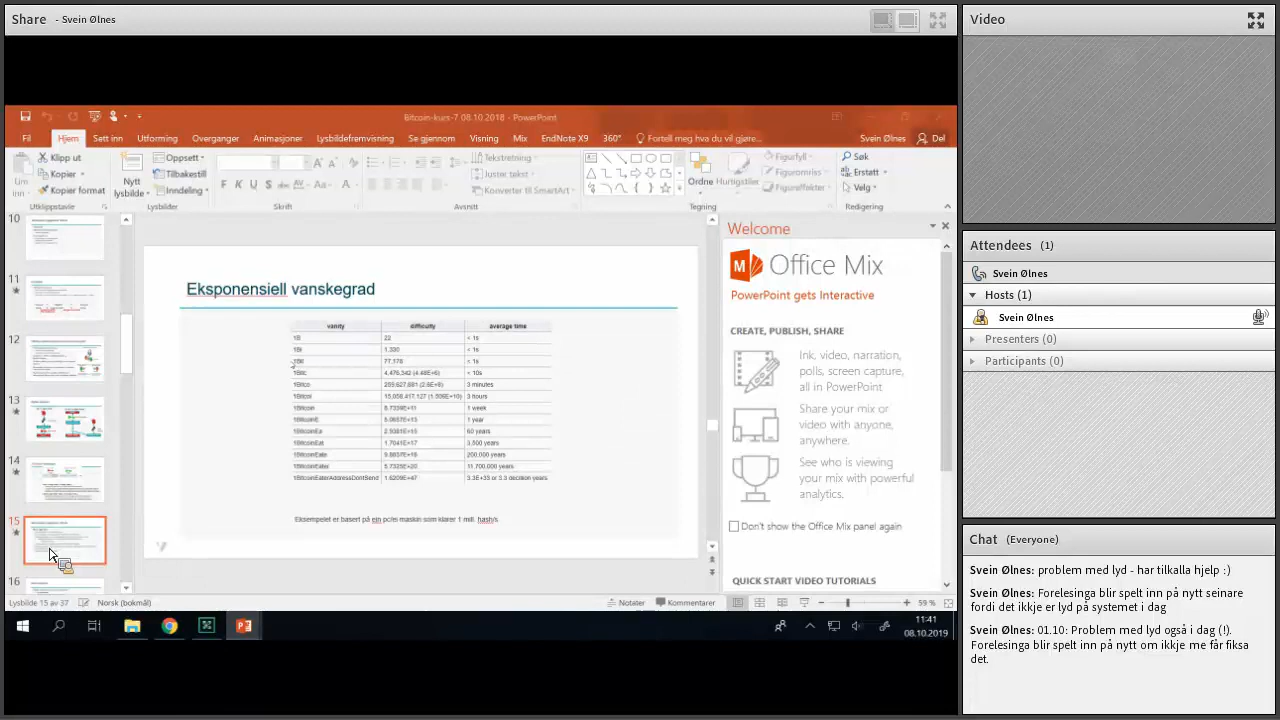 Share - Svein Ølnes
Bitcoin-kurs-7 08.10.2018 - PowerPoint
Fil Hjem Sett inn Utforming Overganger Animasjoner Lysbildefremvisning Se gjennom Visning Mix EndNote X9 360° Fortell meg hva du vil gjøre... Svein Ølnes Del
Klipp ut
Kopier
Kopier format
Utklippstavle
Nytt
lysbilde
Oppsett
Tilbakestill
Inndeling
Lysbilder
F K U S abc AV Aa A
Skrift
Tekstretning
Juster tekst
Konverter til SmartArt
Avsnitt
Ordne Hurtigstiler
Figurfyll
Figuromriss
Figureffekter
Tegning
Søk
Erstatt
Velg
Redigering
10
11
12
13
14
15
16
Eksponensiell vanskegrad
vanity difficulty average time
1B 22 < 1s
1Bi 1,330 < 1s
1Bit 77,178 < 1s
1Bitc 4,476,342 (4.48E+6) < 10s
1Bitco 259,627,881 (2.6E+8) 3 minutes
1Bitcoi 15,058,417,127 (1.506E+10) 3 hours
1Bitcoin 8.7339E+11 1 week
1BitcoinE 5.0657E+13 1 year
1BitcoinEa 2.9381E+15 60 years
1BitcoinEat 1.7041E+17 3,500 years
1BitcoinEate 9.8837E+18 200,000 years
1BitcoinEater 5.7325E+20 11,700,000 years
1BitcoinEaterAddressDontSend 1.6209E+47 3.3E+33 or 3.3 decillion years
Eksempelet er basert på ein pc/ei maskin som klarer 1 mill. hash/s
Welcome
Office Mix
PowerPoint gets Interactive
CREATE, PUBLISH, SHARE
Ink, video, narration,
polls, screen capture,
all in PowerPoint
Share your mix or
video with anyone,
anywhere.
See who is viewing
your mix with powerful
analytics.
Don't show the Office Mix panel again
QUICK START VIDEO TUTORIALS
Lysbilde 15 av 37 Norsk (bokmål) Notater Kommentarer 59 %
11:41
08.10.2019
Video
Attendees (1)
Svein Ølnes
Hosts (1)
Svein Ølnes
Presenters (0)
Participants (0)
Chat (Everyone)
Svein Ølnes: problem med lyd - har tilkalla hjelp :)
Svein Ølnes: Forelesinga blir spelt inn på nytt seinare
fordi det ikkje er lyd på systemet i dag
Svein Ølnes: 01.10: Problem med lyd også i dag (!).
Forelesinga blir spelt inn på nytt om ikkje me får fiksa
det.